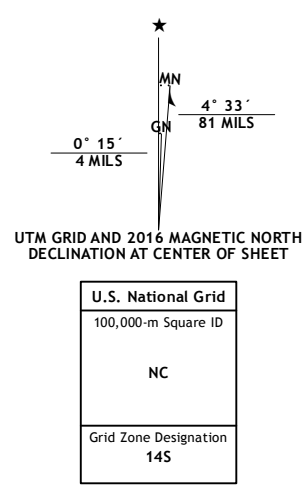 ★
MN
4° 33´
81 MILS
GN
0° 15´
4 MILS
UTM GRID AND 2016 MAGNETIC NORTH
DECLINATION AT CENTER OF SHEET
U.S. National Grid
100,000-m Square ID
NC
Grid Zone Designation
14S